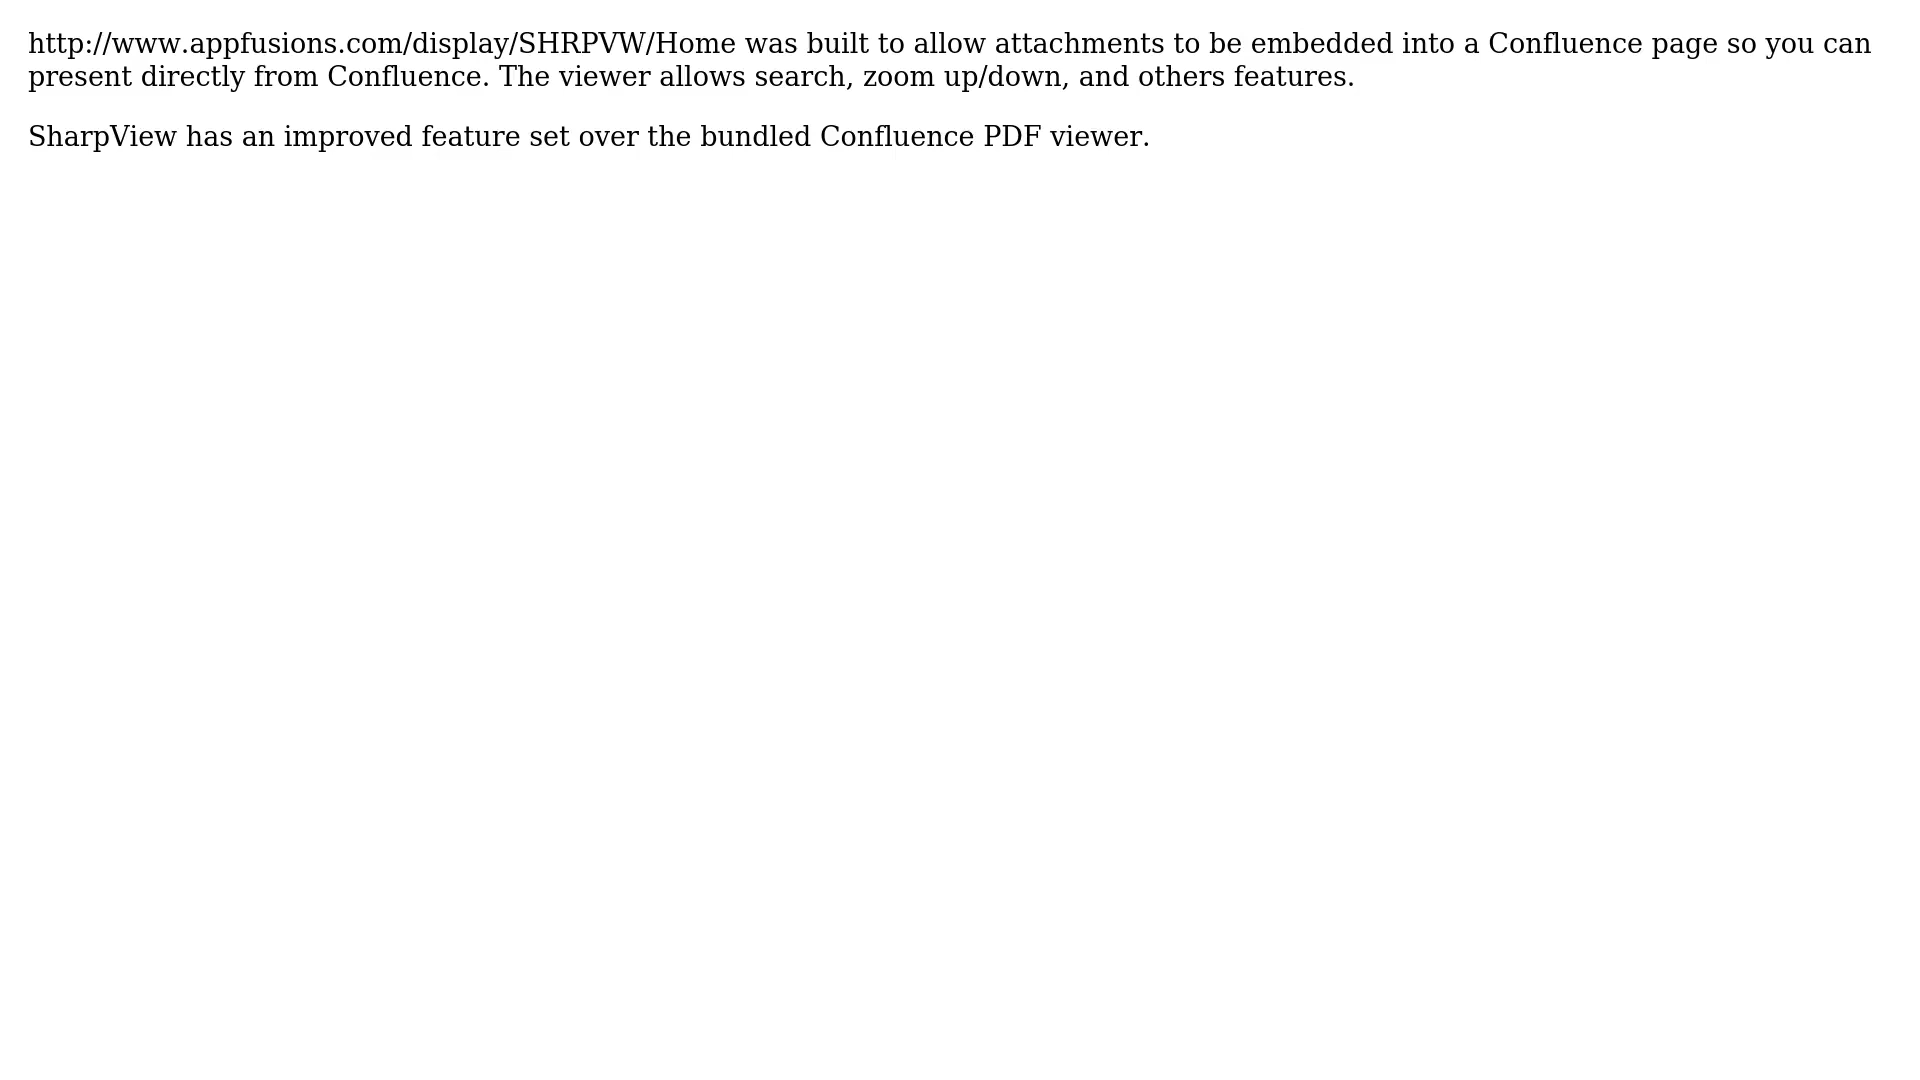 http://www.appfusions.com/display/SHRPVW/Home was built to allow attachments to be embedded into a Confluence page so you can
present directly from Confluence. The viewer allows search, zoom up/down, and others features.
SharpView has an improved feature set over the bundled Confluence PDF viewer.